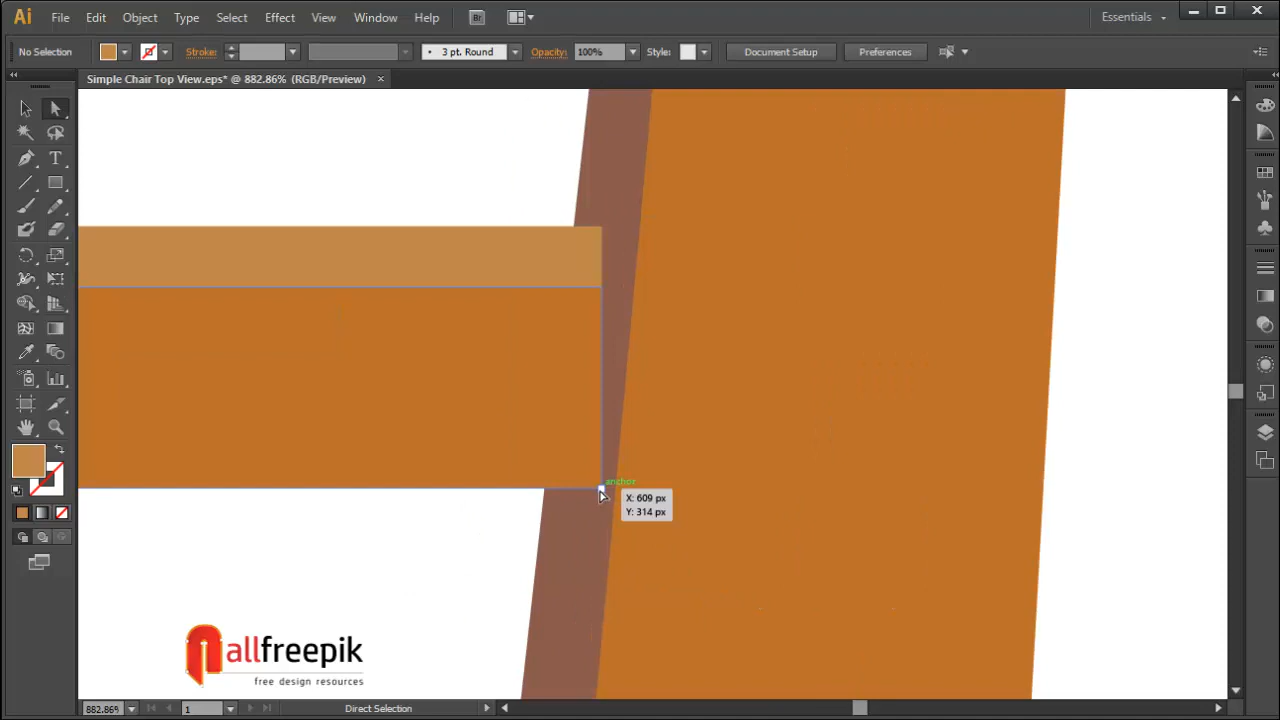 Ai File Edit Object Type Select Effect View Window Help Br Essentials
No Selection Stroke: 3 pt. Round Opacity: 100% Style: Document Setup Preferences
Simple Chair Top View.eps* @ 882.86% (RGB/Preview) ×
T
anchor
X: 609 px
Y: 314 px
allfreepik
free design resources
882.86% 1 Direct Selection